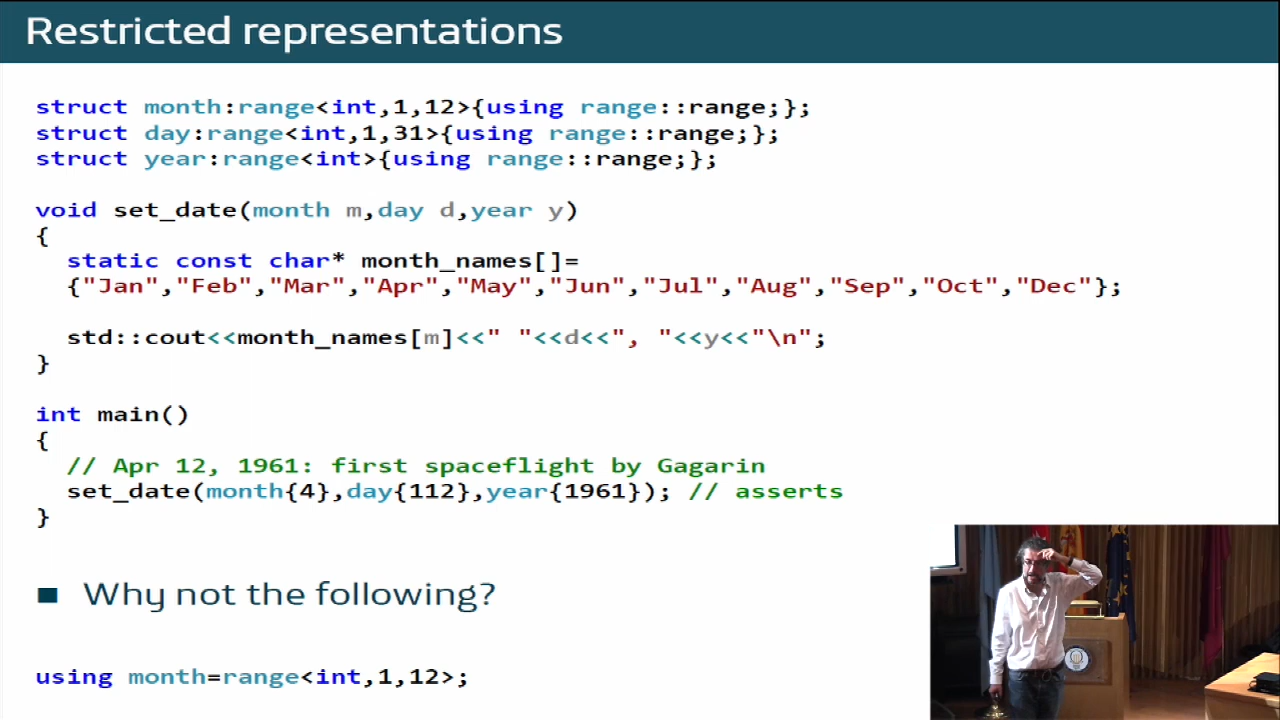 Restricted representations
struct month:range<int,1,12>{using range::range;};
struct day:range<int,1,31>{using range::range;};
struct year:range<int>{using range::range;};
void set_date(month m,day d,year y)
{
static const char* month_names[]=
{"Jan","Feb","Mar","Apr","May","Jun","Jul","Aug","Sep","Oct","Dec"};
std::cout<<month_names[m]<<" "<<d<<", "<<y<<"\n";
}
int main()
{
// Apr 12, 1961: first spaceflight by Gagarin
set_date(month{4},day{112},year{1961}); // asserts
}
■ Why not the following?
using month=range<int,1,12>;